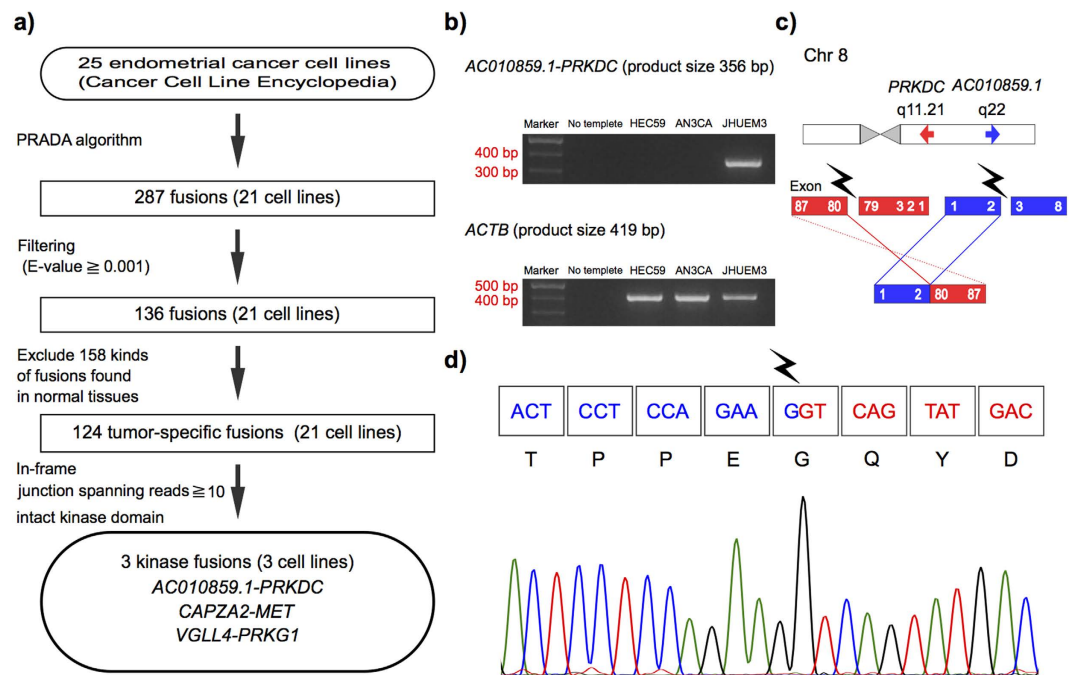 a)
25 endometrial cancer cell lines
(Cancer Cell Line Encyclopedia)
PRADA algorithm
287 fusions (21 cell lines)
Filtering
(E-value ≧ 0.001)
136 fusions (21 cell lines)
Exclude 158 kinds
of fusions found
in normal tissues
124 tumor-specific fusions (21 cell lines)
In-frame
junction spanning reads ≧ 10
intact kinase domain
3 kinase fusions (3 cell lines)
AC010859.1-PRKDC
CAPZA2-MET
VGLL4-PRKG1
b)
AC010859.1-PRKDC (product size 356 bp)
Marker No templete HEC59 AN3CA JHUEM3
400 bp
300 bp
ACTB (product size 419 bp)
Marker No templete HEC59 AN3CA JHUEM3
500 bp
400 bp
c)
Chr 8
PRKDC AC010859.1
q11.21 q22
Exon
87 80 79 3 2 1 1 2 3 8
1 2 80 87
d)
ACT CCT CCA GAA GGT CAG TAT GAC
T P P E G Q Y D